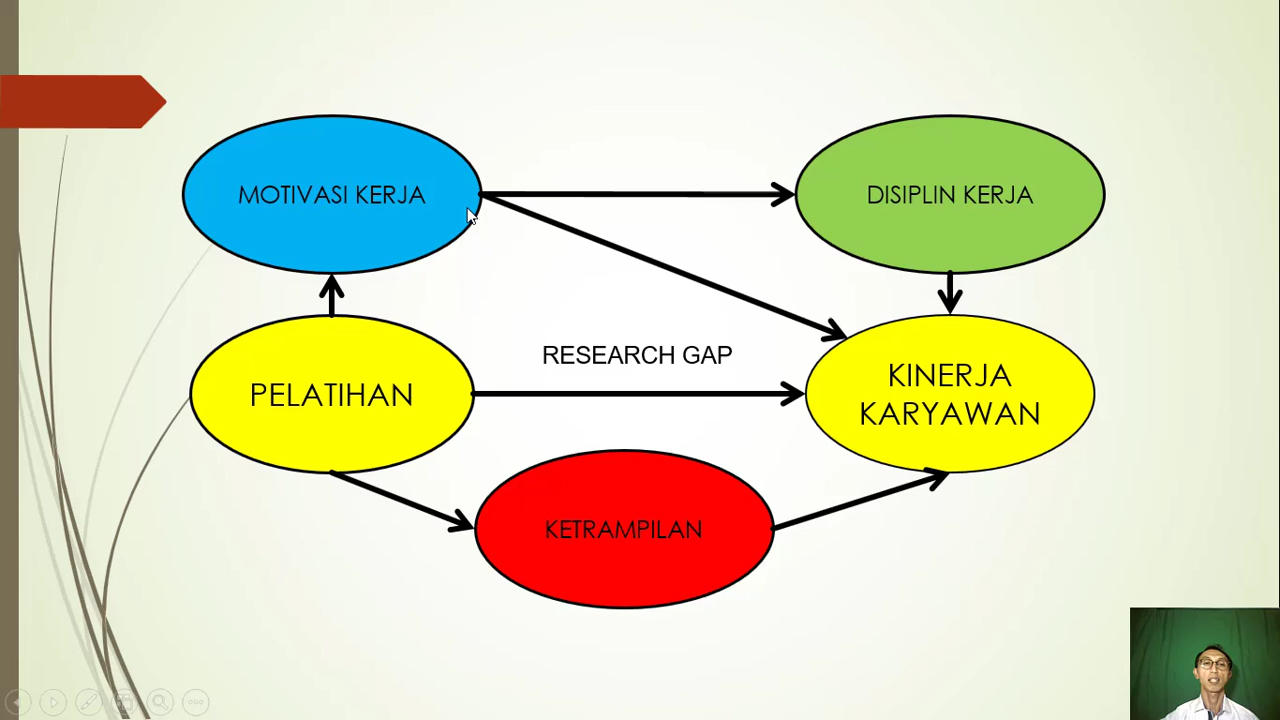 MOTIVASI KERJA
DISIPLIN KERJA
RESEARCH GAP
PELATIHAN
KINERJA
KARYAWAN
KETRAMPILAN